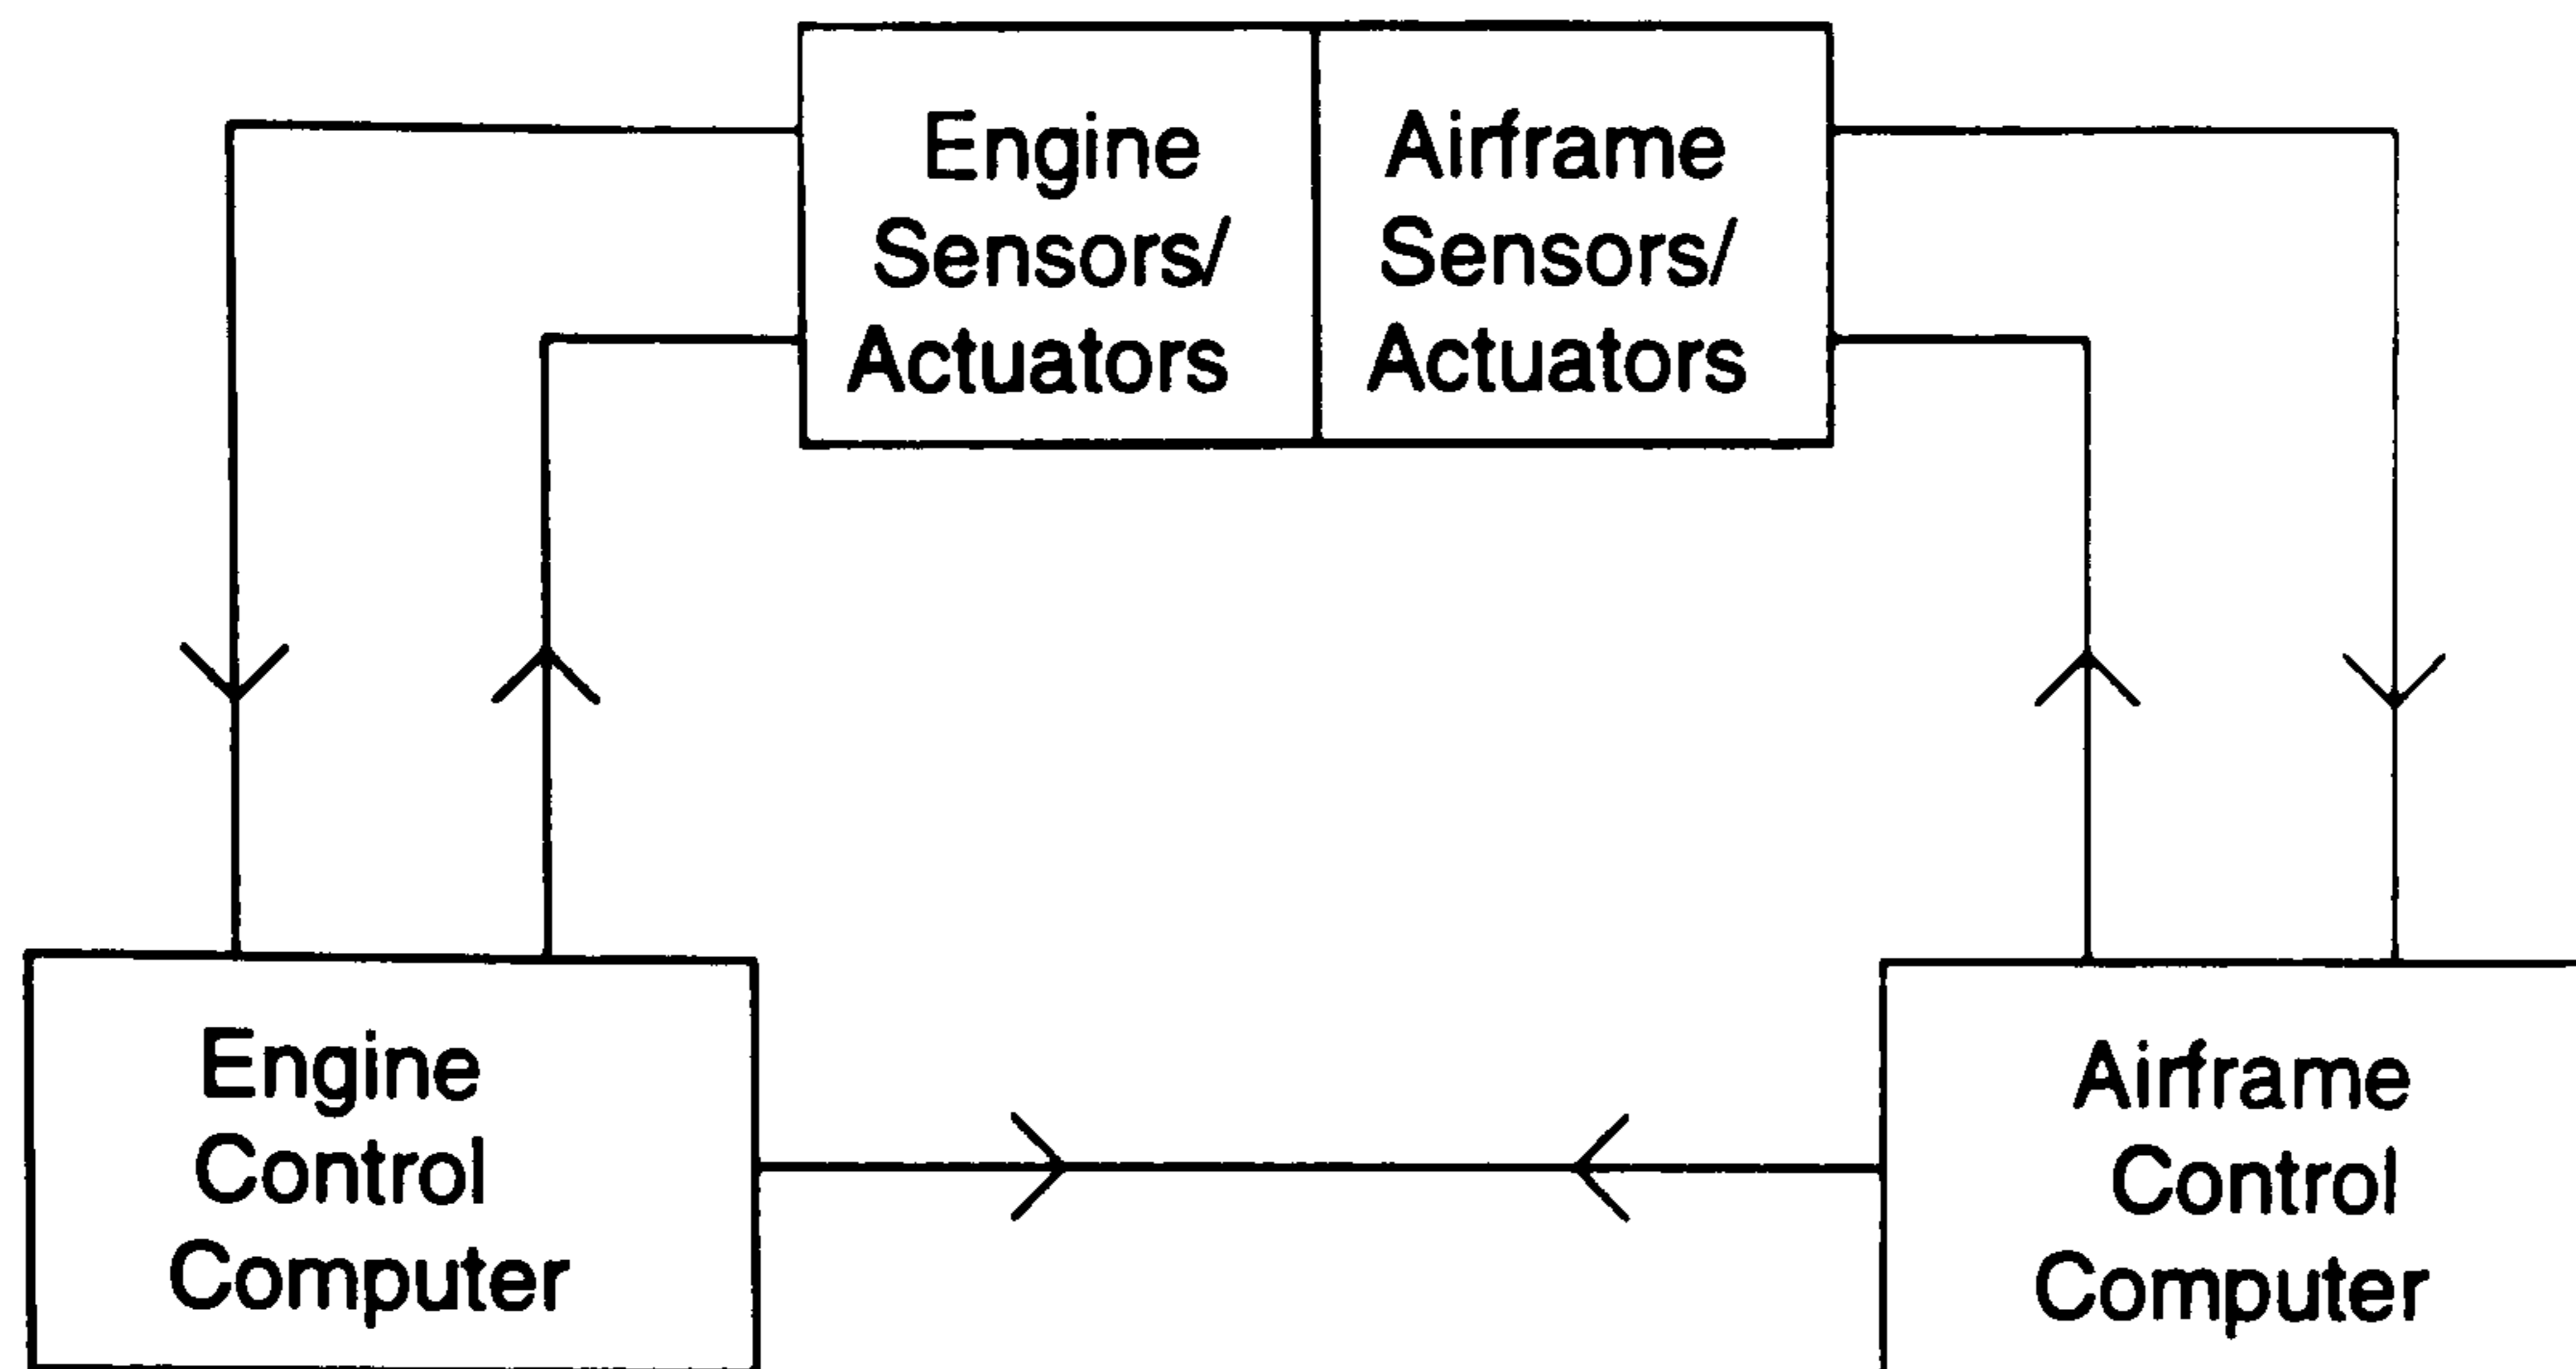 Engine
Sensors/
Actuators
Airframe
Sensors/
Actuators
Engine
Control
Computer
Airframe
Control
Computer